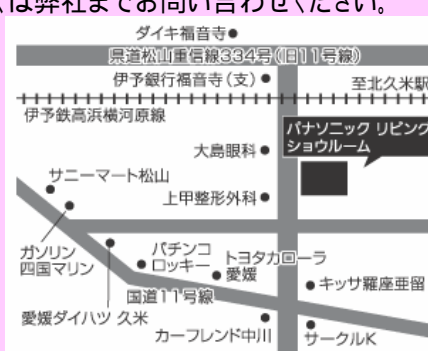 は弊社までお問い合わせください。
ダイキ福音寺
県道松山重信線334号(旧11号線)
伊予銀行福音寺(支)
至北久米駅
伊予鉄高浜横河原線
パナソニック リビング
ショウルーム
大島眼科
サニーマート松山
上甲整形外科
ガソリン
四国マリン
パチンコ
ロッキー
トヨタカローラ
愛媛
キッサ羅座亜留
国道11号線
愛媛ダイハツ 久米
カーフレンド中川
サークルK